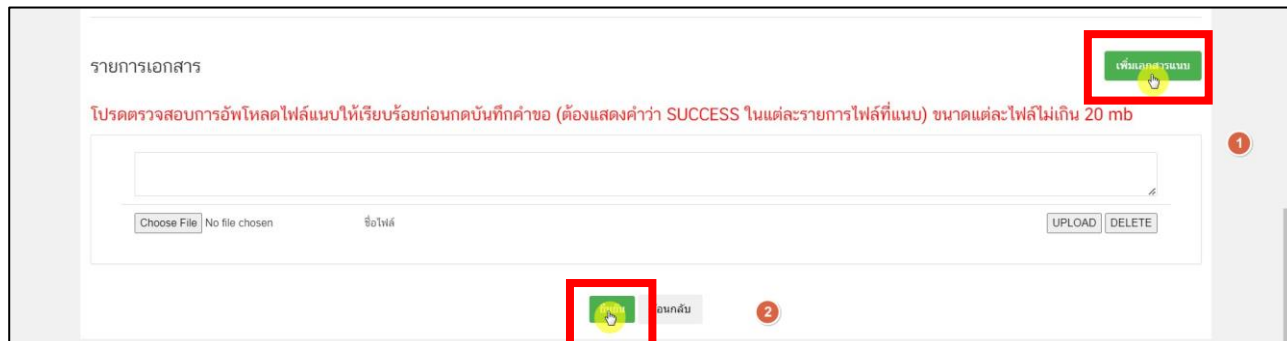 รายการเอกสาร
เพิ่มเอกสารแนบ
โปรดตรวจสอบการอัพโหลดไฟล์แนบให้เรียบร้อยก่อนกดบันทึกคำขอ (ต้องแสดงคำว่า SUCCESS ในแต่ละรายการไฟล์ที่แนบ) ขนาดแต่ละไฟล์ไม่เกิน 20 mb
1
Choose File No file chosen ชื่อไฟล์ UPLOAD DELETE
2